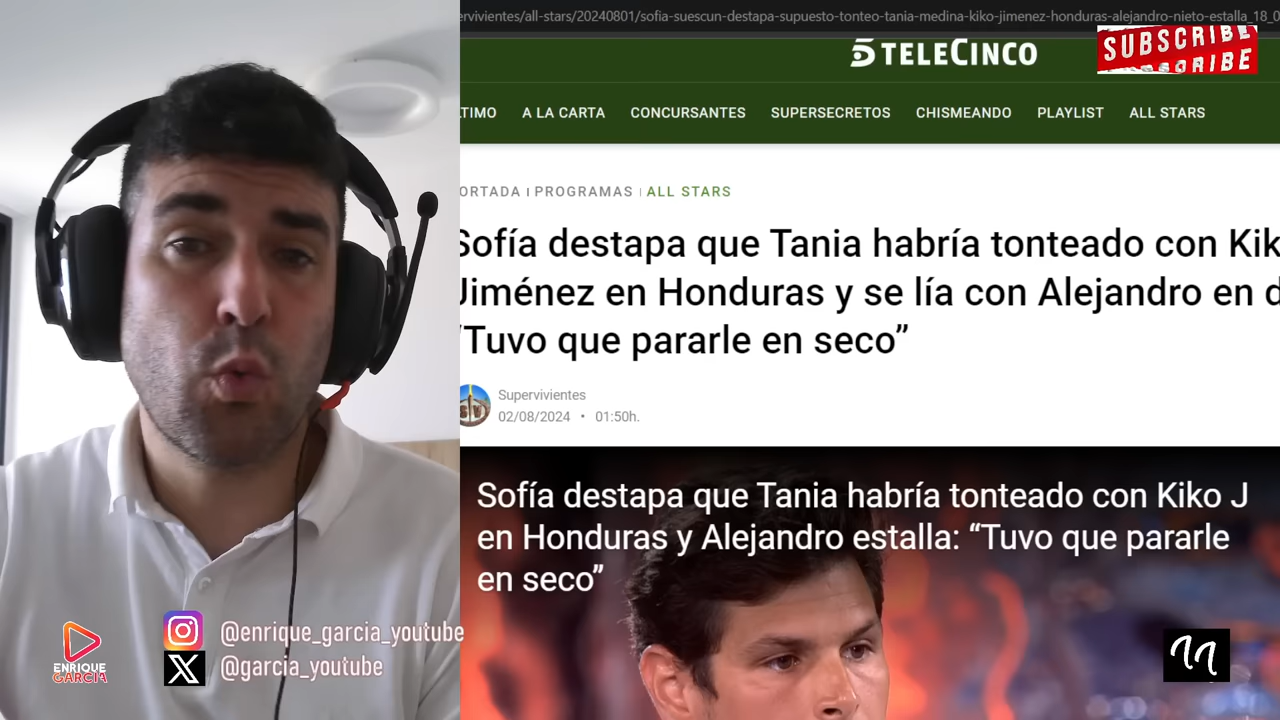 ervivientes/all-stars/20240801/sofia-suescun-destapa-supuesto-tonteo-tania-medina-kiko-jimenez-honduras-alejandro-nieto-estalla_18_0
SUBSCRIBE
SUBSCRIBE
TELECINCO
LTIMO A LA CARTA CONCURSANTES SUPERSECRETOS CHISMEANDO PLAYLIST ALL STARS
ORTADA | PROGRAMAS | ALL STARS
Sofía destapa que Tania habría tonteado con Kik
Jiménez en Honduras y se lía con Alejandro en d
“Tuvo que pararle en seco”
Supervivientes
02/08/2024 • 01:50h.
Sofía destapa que Tania habría tonteado con Kiko J
en Honduras y Alejandro estalla: “Tuvo que pararle
en seco”
@enrique_garcia_youtube
@garcia_youtube
ENRIQUE
GARCIA